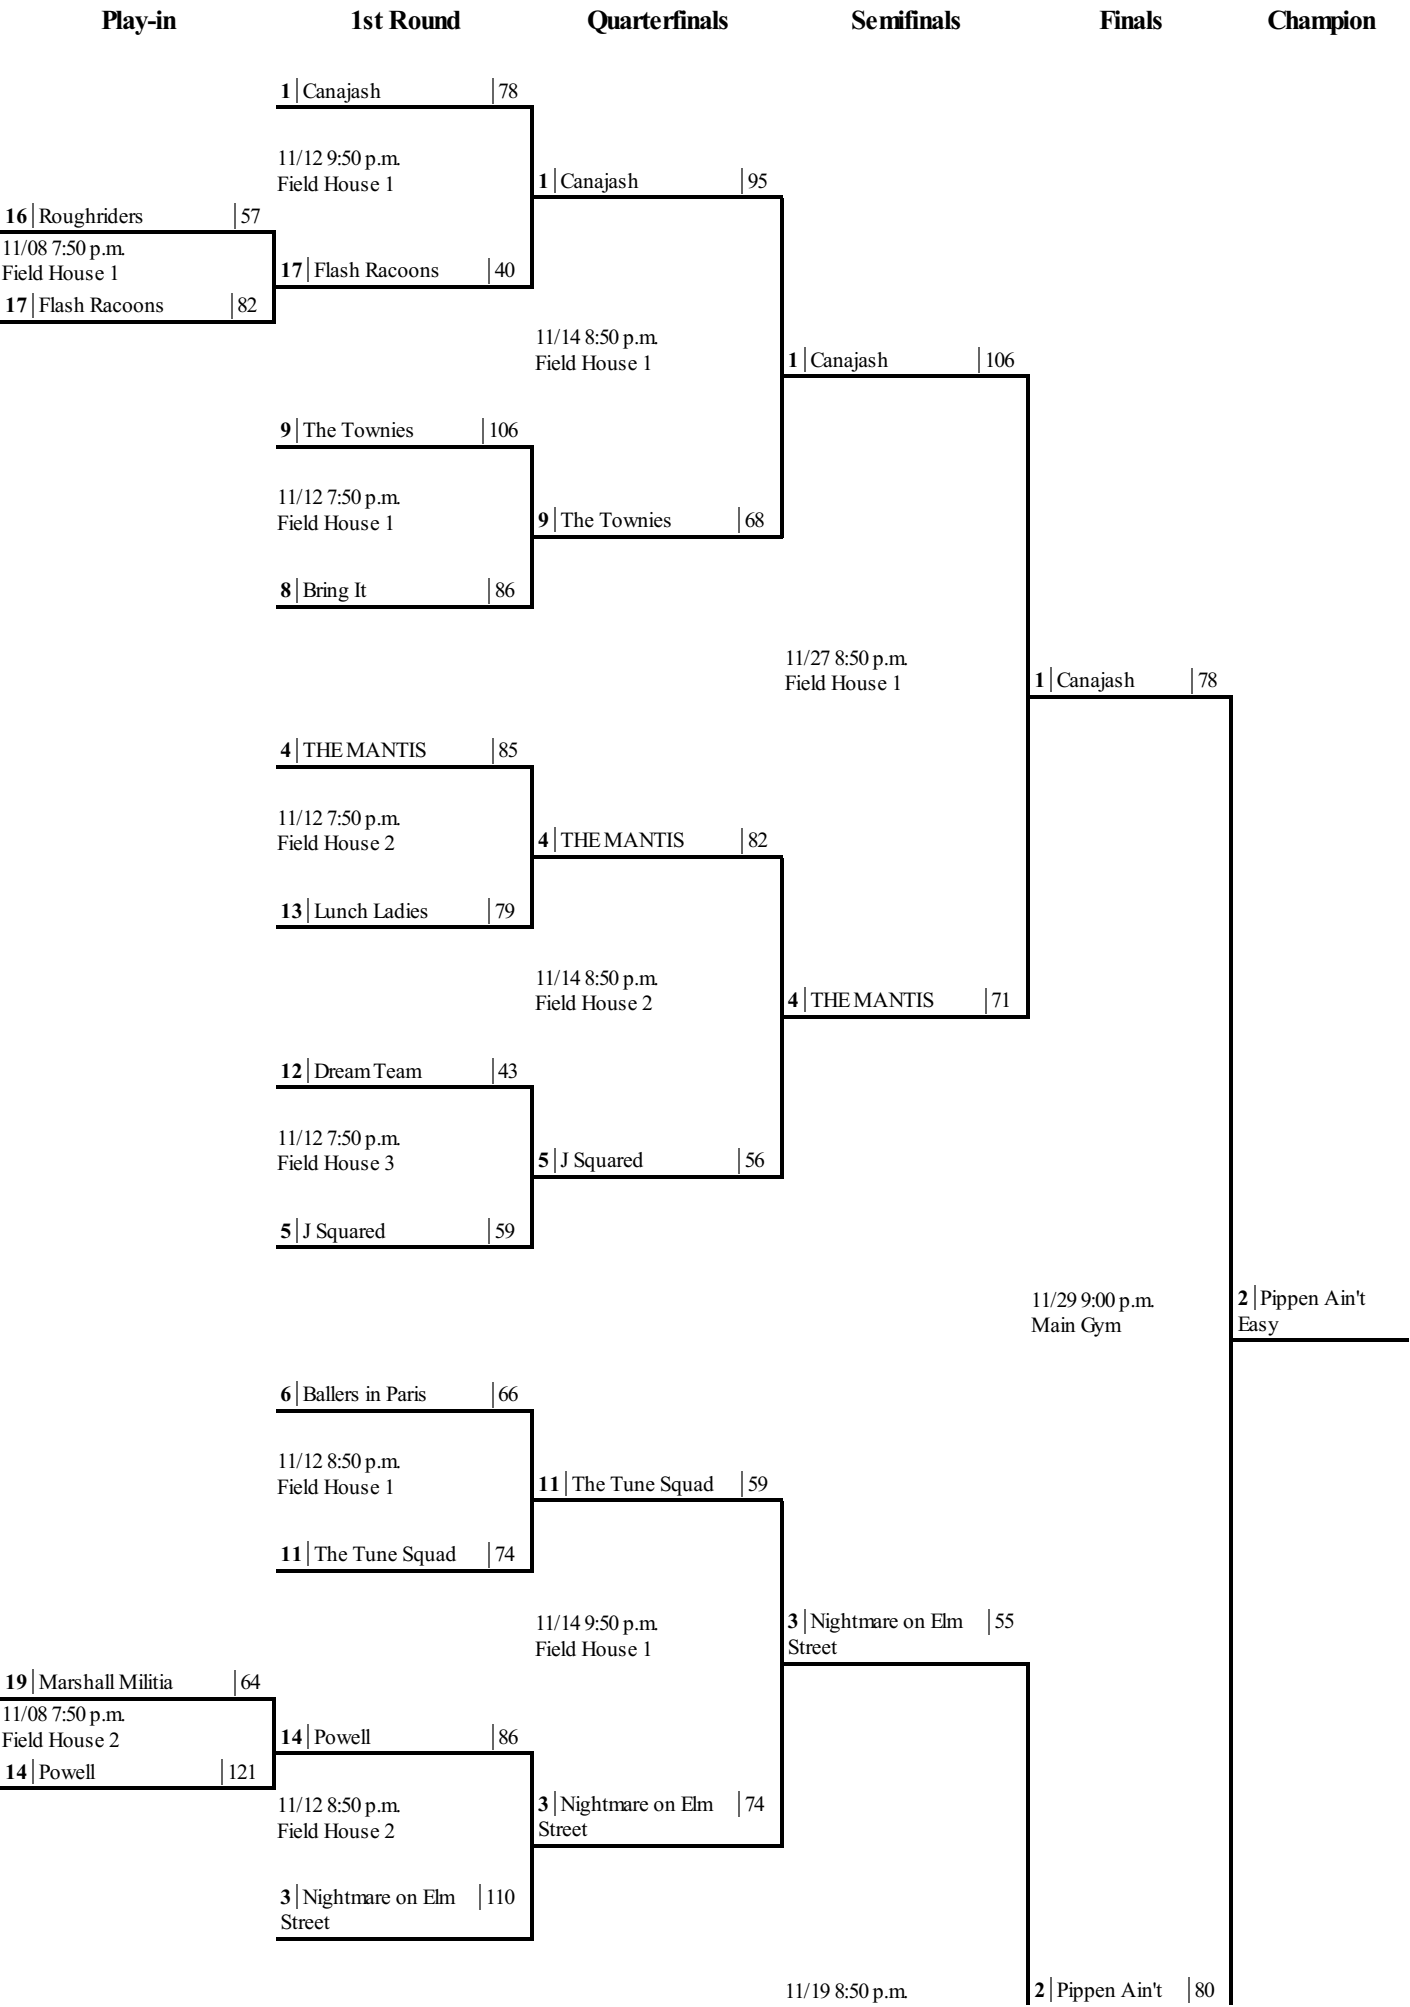 Play-in 1st Round Quarterfinals Semifinals Finals Champion
1 Canajash 78
11/12 9:50 p.m.
Field House 1
1 Canajash 95
16 Roughriders 57
11/08 7:50 p.m.
Field House 1
17 Flash Racoons 40
17 Flash Racoons 82
11/14 8:50 p.m.
Field House 1
1 Canajash 106
9 The Townies 106
11/12 7:50 p.m.
Field House 1
9 The Townies 68
8 Bring It 86
11/27 8:50 p.m.
Field House 1
1 Canajash 78
4 THE MANTIS 85
11/12 7:50 p.m.
Field House 2
4 THE MANTIS 82
13 Lunch Ladies 79
11/14 8:50 p.m.
Field House 2
4 THE MANTIS 71
12 Dream Team 43
11/12 7:50 p.m.
Field House 3
5 J Squared 56
5 J Squared 59
11/29 9:00 p.m.
Main Gym
2 Pippen Ain't
Easy
6 Ballers in Paris 66
11/12 8:50 p.m.
Field House 1
11 The Tune Squad 59
11 The Tune Squad 74
11/14 9:50 p.m.
Field House 1
3 Nightmare on Elm 55
Street
19 Marshall Militia 64
11/08 7:50 p.m.
Field House 2
14 Powell 86
14 Powell 121
11/12 8:50 p.m.
Field House 2
3 Nightmare on Elm 74
Street
3 Nightmare on Elm 110
Street
11/19 8:50 p.m.
2 Pippen Ain't 80